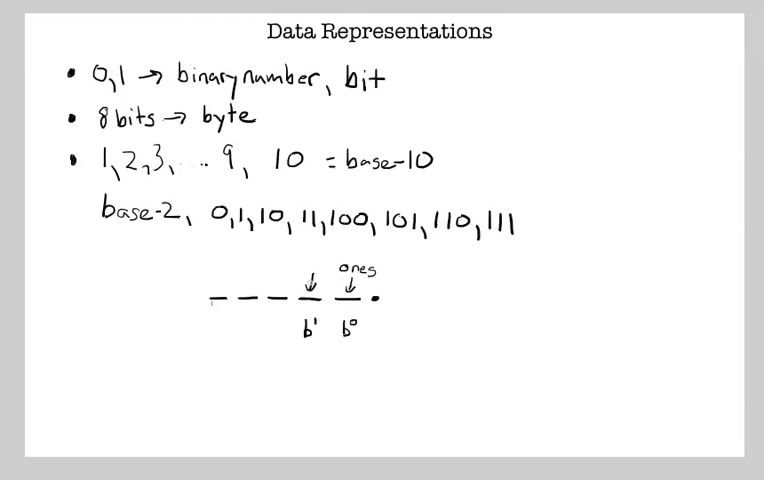 Data Representations
• 0,1 → binary number, bit
• 8 bits → byte
• 1, 2, 3, .. 9, 10 = base-10
base-2, 0, 1, 10, 11, 100, 101, 110, 111
ones
↓ ↓
_ _ _ _ _ .
b¹ b⁰